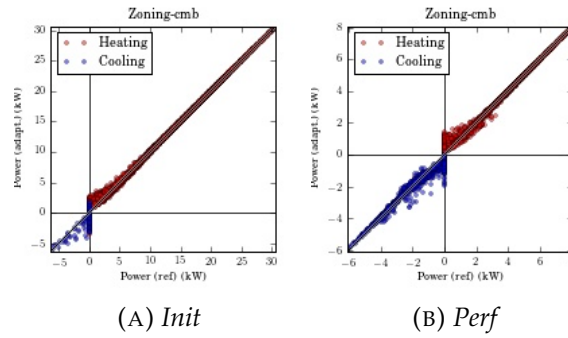 Zoning-cmb
30
25
20
15
10
5
0
−5
Power (adapt.) (kW)
Heating
Cooling
−5 0 5 10 15 20 25 30
Power (ref) (kW)
(A) Init
Zoning-cmb
8
6
4
2
0
−2
−4
−6
Power (adapt.) (kW)
Heating
Cooling
−6 −4 −2 0 2 4 6
Power (ref) (kW)
(B) Perf